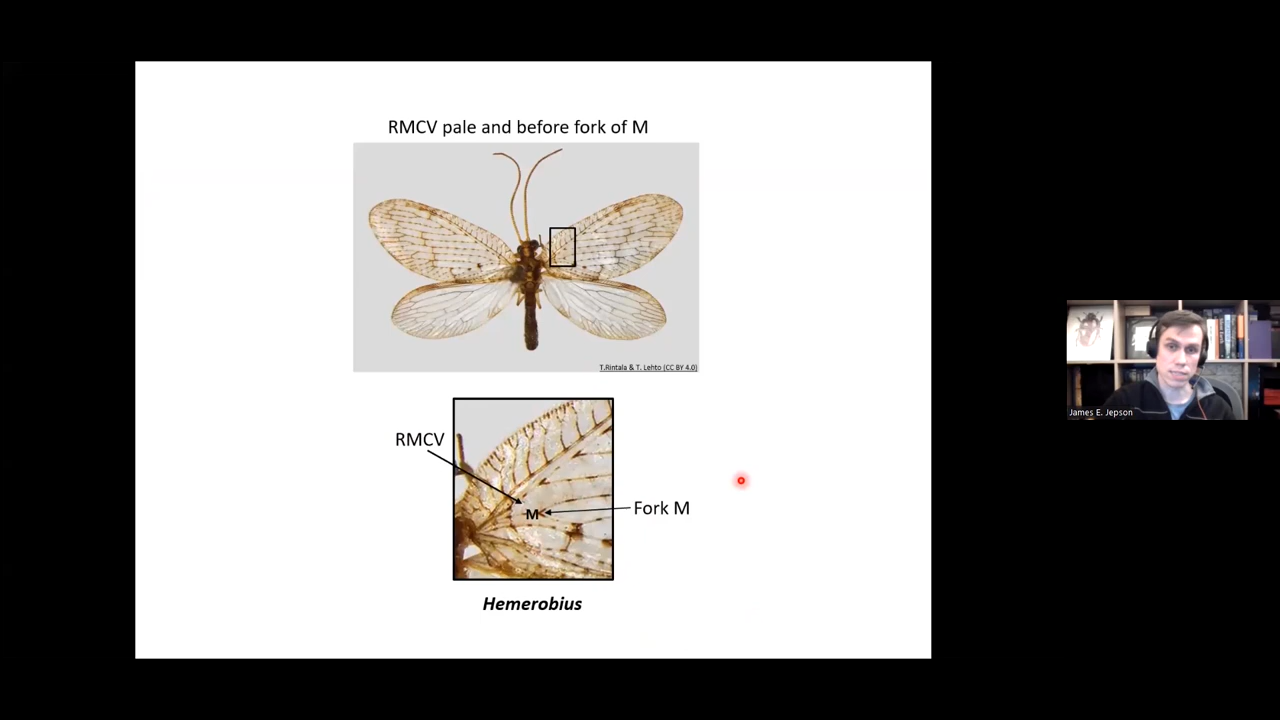 RMCV pale and before fork of M
T.Rintala & T. Lehto (CC BY 4.0)
RMCV
M
Fork M
Hemerobius
James E. Jepson